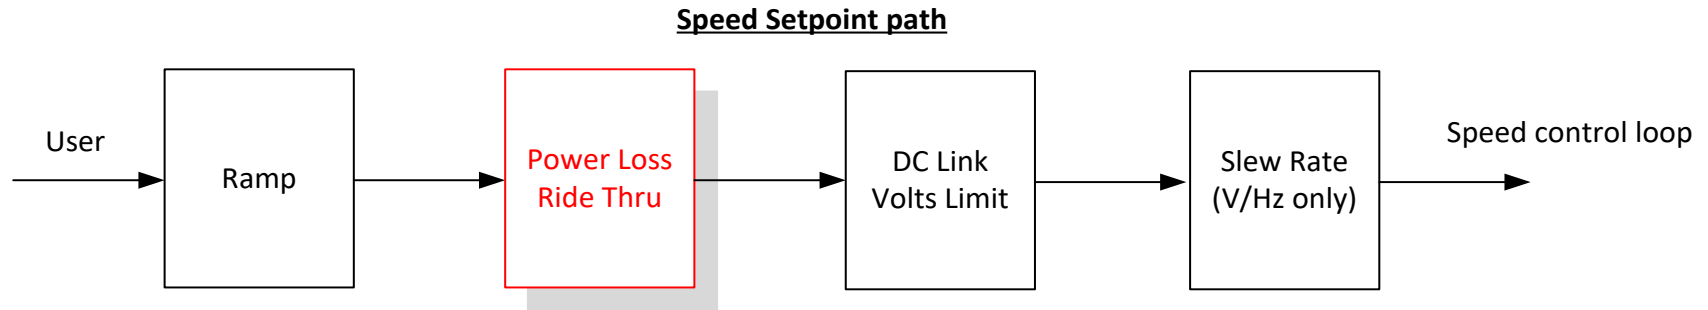 Speed Setpoint path
User
Ramp
Power Loss
Ride Thru
DC Link
Volts Limit
Slew Rate
(V/Hz only)
Speed control loop